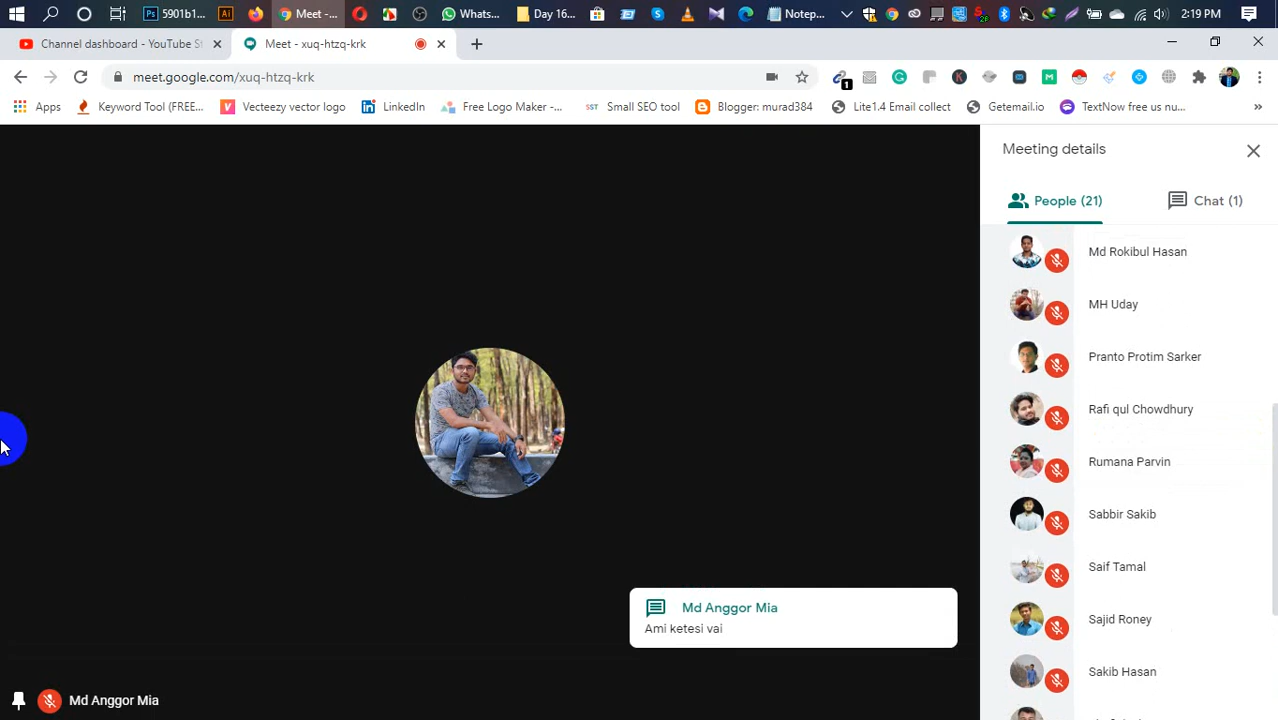 5901b1...
Meet -...
Whats...
Day 16...
Notep...
2:19 PM
Channel dashboard - YouTube St
Meet - xuq-htzq-krk
meet.google.com/xuq-htzq-krk
1
Apps
Keyword Tool (FREE...
Vecteezy vector logo
LinkedIn
Free Logo Maker -...
SST Small SEO tool
Blogger: murad384
Lite1.4 Email collect
Getemail.io
TextNow free us nu...
»
Meeting details
People (21)
Chat (1)
Md Rokibul Hasan
MH Uday
Pranto Protim Sarker
Rafi qul Chowdhury
Rumana Parvin
Sabbir Sakib
Saif Tamal
Sajid Roney
Sakib Hasan
Md Anggor Mia
Ami ketesi vai
Md Anggor Mia